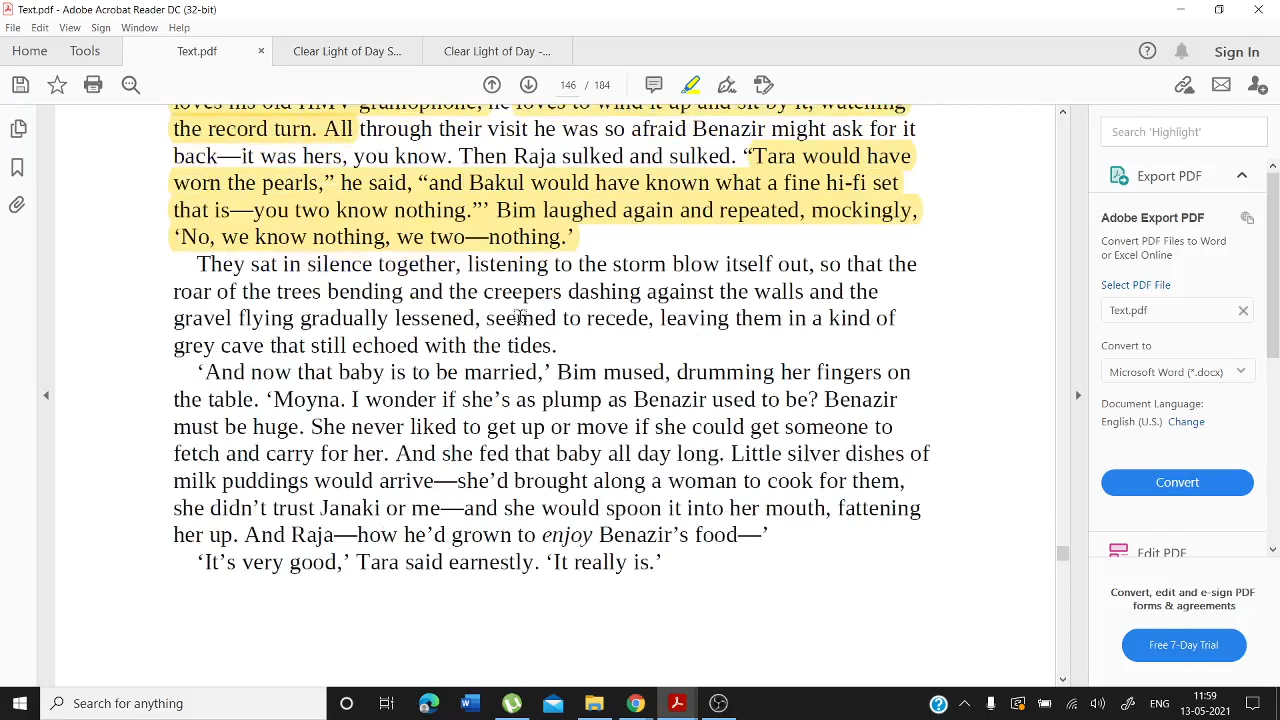 Text.pdf - Adobe Acrobat Reader DC (32-bit)
File Edit View Sign Window Help
Home Tools Text.pdf × Clear Light of Day S... Clear Light of Day -... Sign In
146 / 184
loves his old HMV gramophone, he loves to wind it up and sit by it, watching
the record turn. All through their visit he was so afraid Benazir might ask for it
back—it was hers, you know. Then Raja sulked and sulked. “Tara would have
worn the pearls,” he said, “and Bakul would have known what a fine hi-fi set
that is—you two know nothing.”’ Bim laughed again and repeated, mockingly,
‘No, we know nothing, we two—nothing.’
They sat in silence together, listening to the storm blow itself out, so that the
roar of the trees bending and the creepers dashing against the walls and the
gravel flying gradually lessened, seemed to recede, leaving them in a kind of
grey cave that still echoed with the tides.
‘And now that baby is to be married,’ Bim mused, drumming her fingers on
the table. ‘Moyna. I wonder if she’s as plump as Benazir used to be? Benazir
must be huge. She never liked to get up or move if she could get someone to
fetch and carry for her. And she fed that baby all day long. Little silver dishes of
milk puddings would arrive—she’d brought along a woman to cook for them,
she didn’t trust Janaki or me—and she would spoon it into her mouth, fattening
her up. And Raja—how he’d grown to enjoy Benazir’s food—’
‘It’s very good,’ Tara said earnestly. ‘It really is.’
Search 'Highlight'
Export PDF
Adobe Export PDF
Convert PDF Files to Word
or Excel Online
Select PDF File
Text.pdf
Convert to
Microsoft Word (*.docx)
Document Language:
English (U.S.) Change
Convert
Edit PDF
Convert, edit and e-sign PDF
forms & agreements
Free 7-Day Trial
Search for anything
ENG
11:59
13-05-2021